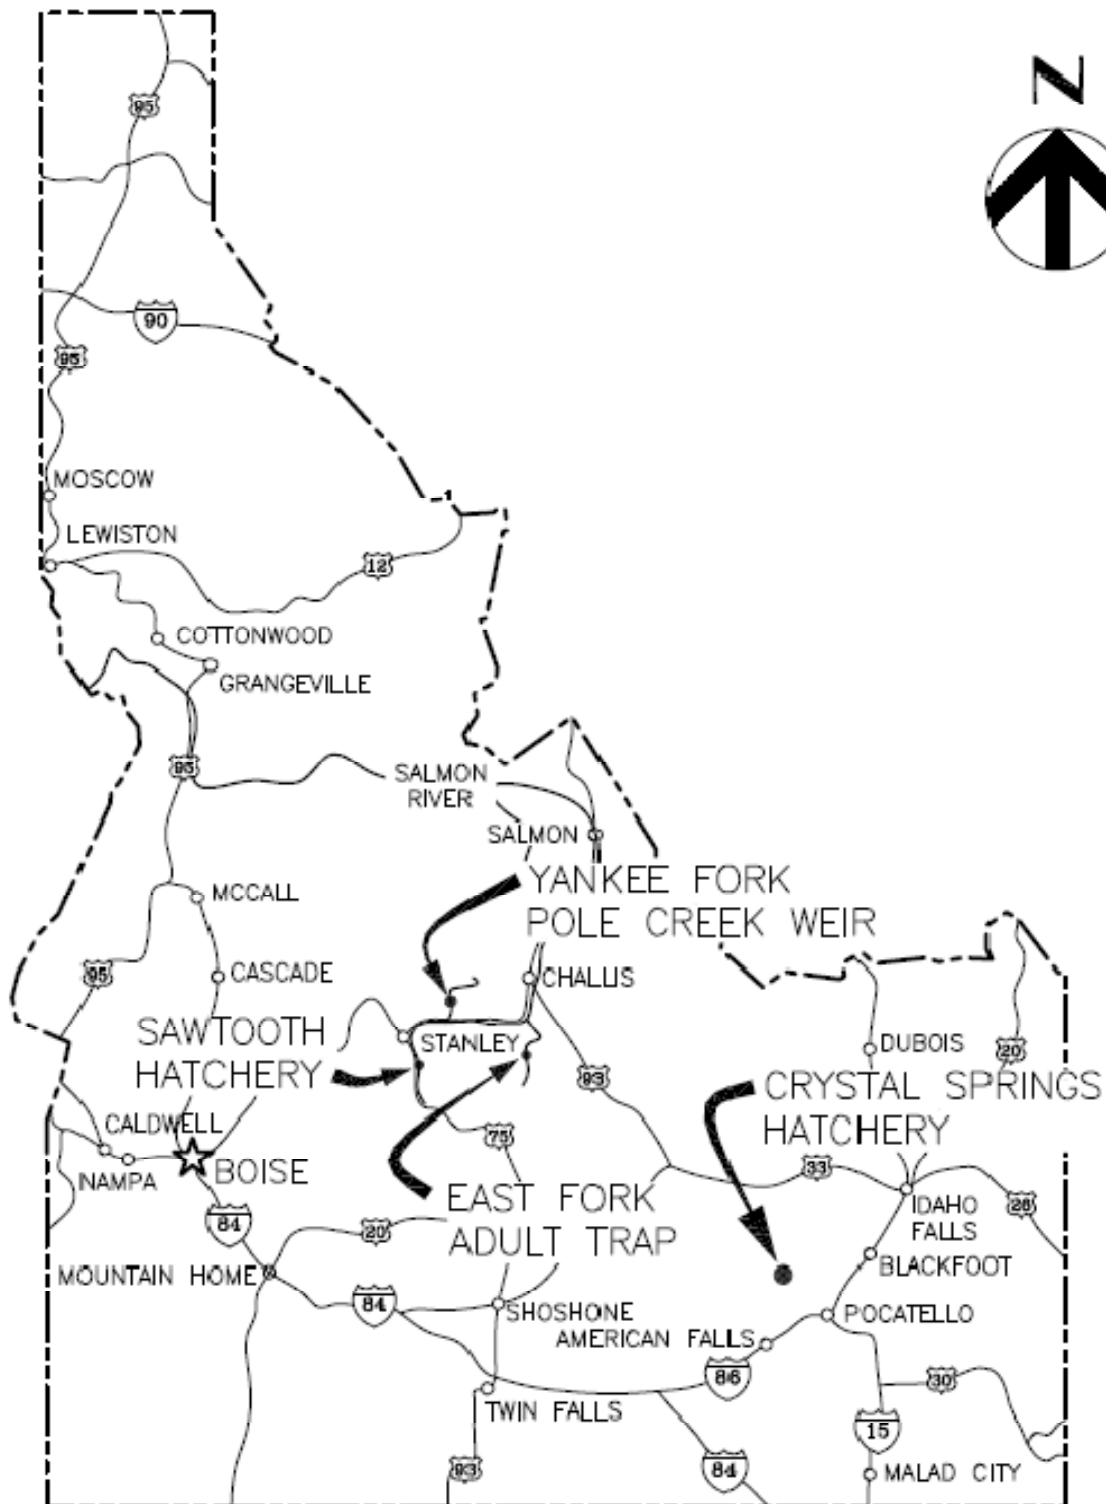 N
95
90
95
MOSCOW
LEWISTON
12
COTTONWOOD
GRANGEVILLE
95
SALMON
RIVER
SALMON
YANKEE FORK
POLE CREEK WEIR
MCCALL
95
CASCADE
CHALLIS
SAWTOOTH
HATCHERY
STANLEY
DUBOIS
20
93
CRYSTAL SPRINGS
HATCHERY
CALDWELL
75
NAMPA
BOISE
33
EAST FORK
ADULT TRAP
IDAHO
FALLS
26
84
20
BLACKFOOT
MOUNTAIN HOME
84
SHOSHONE
POCATELLO
AMERICAN FALLS
86
30
TWIN FALLS
15
93
84
MALAD CITY